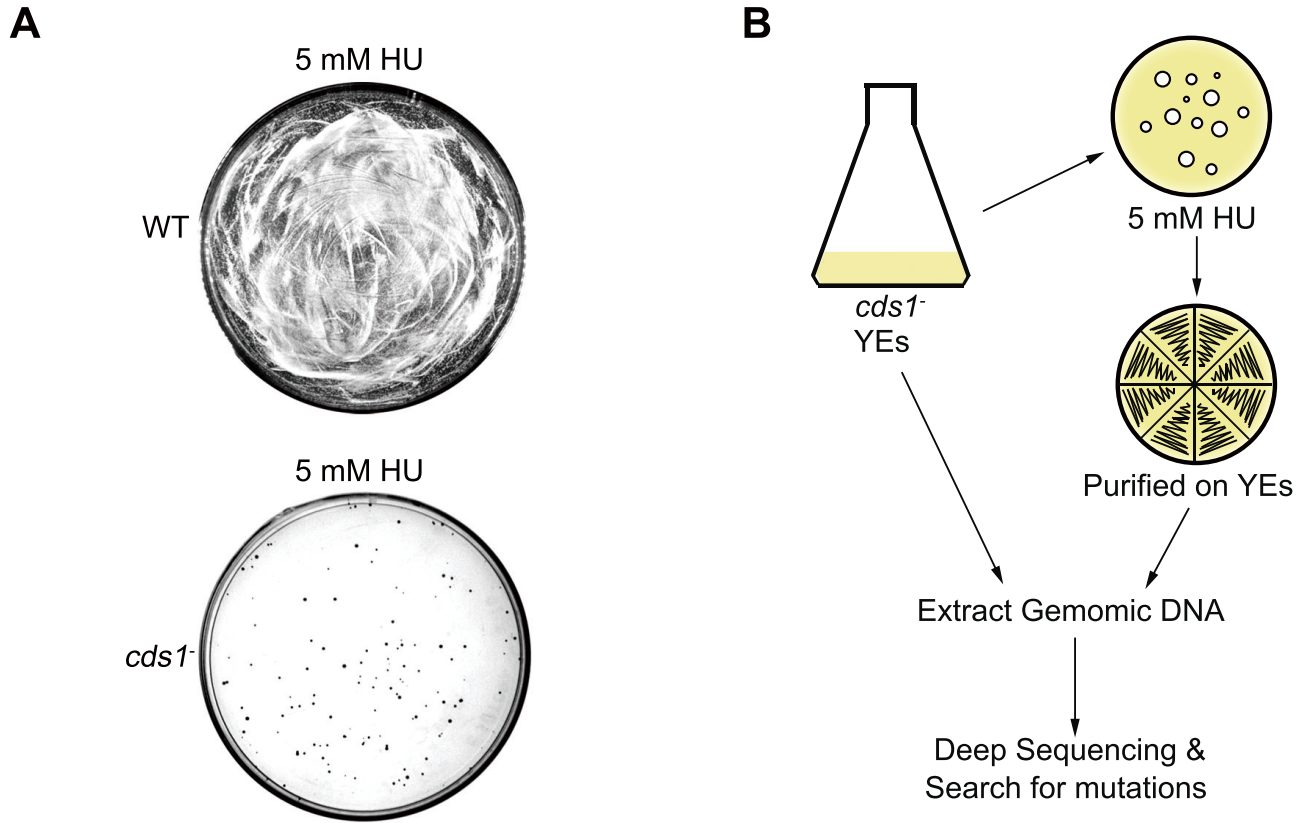 A
5 mM HU
WT
5 mM HU
cds1-
B
5 mM HU
cds1-
YEs
Purified on YEs
Extract Gemomic DNA
Deep Sequencing &
Search for mutations